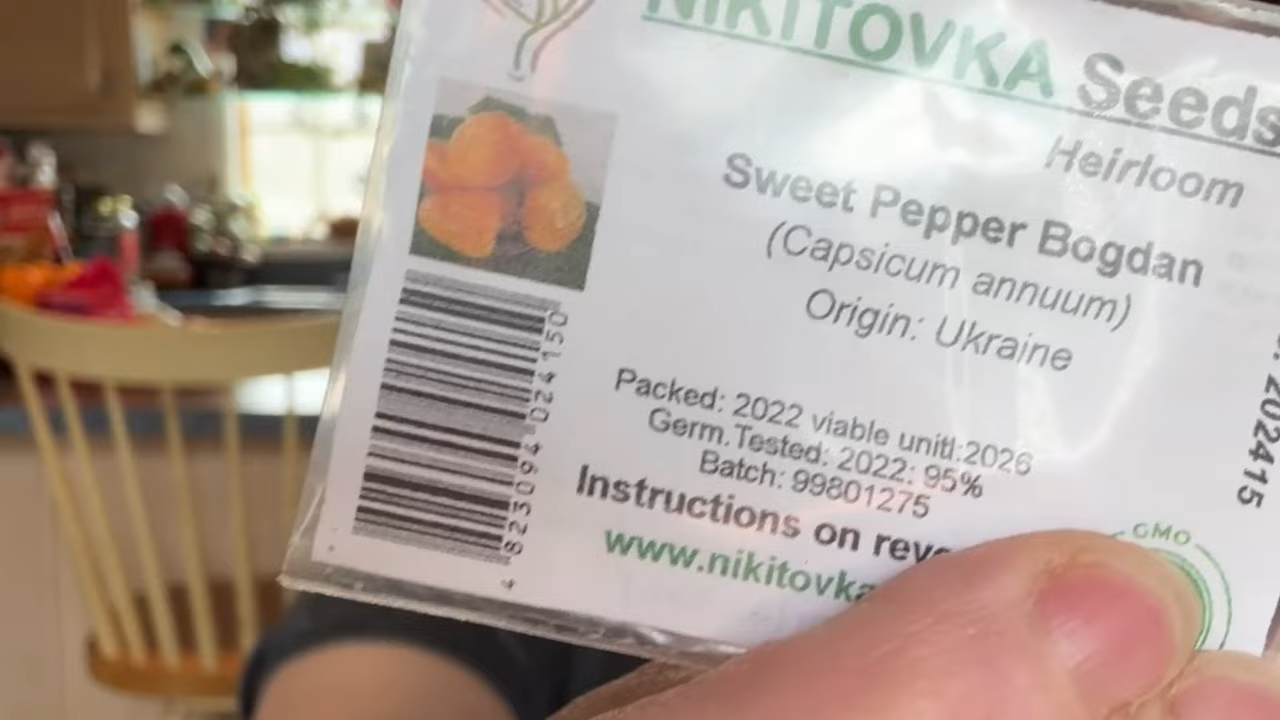 NIKITOVKA Seeds
Heirloom
Sweet Pepper Bogdan
(Capsicum annuum)
Origin: Ukraine
Packed: 2022 viable unitl:2026
Germ.Tested: 2022: 95%
Batch: 99801275
Instructions on
www.nikitovka
4 823094 024150
202415
GMO